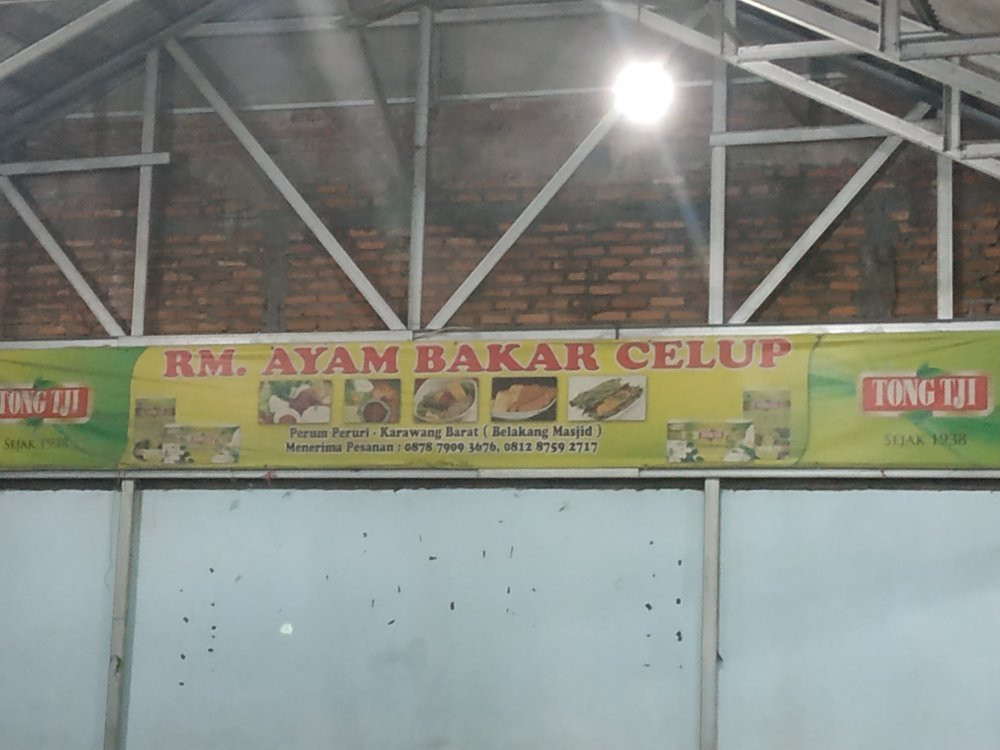 RM. AYAM BAKAR CELUP
TONG TJI
SEJAK 1938
Perum Peruri - Karawang Barat ( Belakang Masjid )
Menerima Pesanan : 0878 7909 3676, 0812 8759 2717
TONG TJI
SEJAK 1938